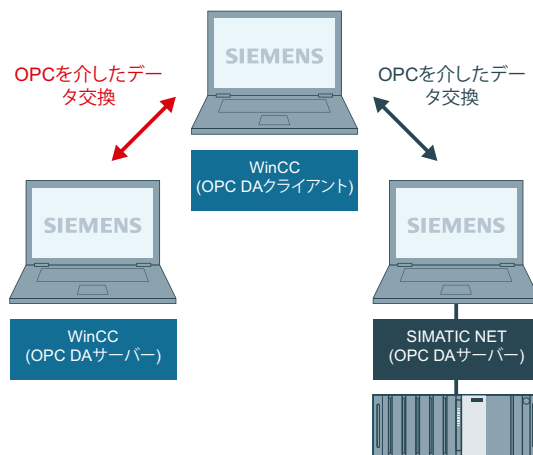 SIEMENS
OPCを介したデー
タ交換
OPCを介したデー
タ交換
WinCC
(OPC DAクライアント)
SIEMENS
SIEMENS
WinCC
(OPC DAサーバー)
SIMATIC NET
(OPC DAサーバー)